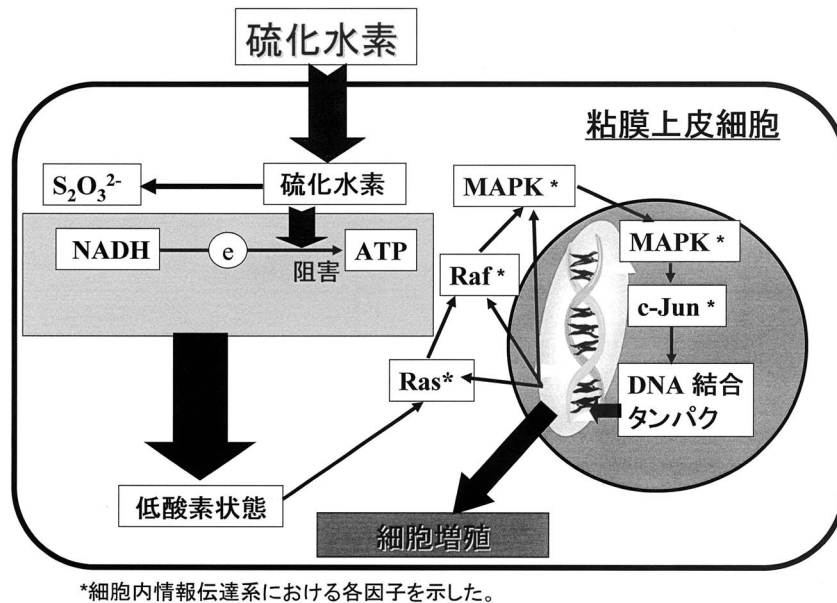 硫化水素
粘膜上皮細胞
S₂O₃²⁻
硫化水素
MAPK *
NADH
e
ATP
阻害
MAPK *
Raf *
c-Jun *
Ras*
DNA 結合
タンパク
低酸素状態
細胞増殖
*細胞内情報伝達系における各因子を示した。